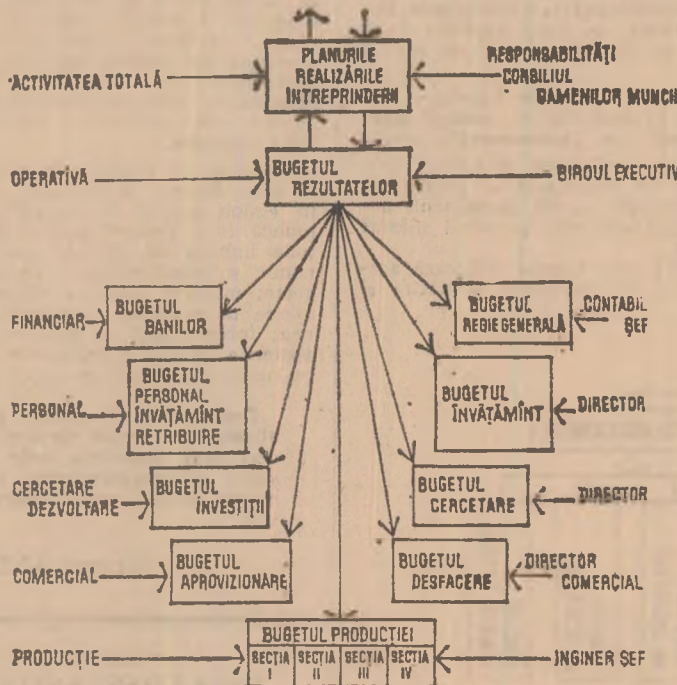 PLANURILE
REALIZĂRILE
ÎNTREPRINDERII
ACTIVITATEA TOTALĂ
RESPONSABILITĂȚI
CONSILIUL
OAMENILOR MUNCII
OPERATIVĂ
BUGETUL
REZULTATELOR
BIROUL EXECUTIV
FINANCIAR
BUGETUL
BANILOR
BUGETUL
REGIE GENERALĂ
CONTABIL
ȘEF
PERSONAL
BUGETUL
PERSONAL
ÎNVĂȚĂMÎNT
RETRIBUIRE
BUGETUL
ÎNVĂȚĂMÎNT
DIRECTOR
CERCETARE
DEZVOLTARE
BUGETUL
INVESTIȚII
BUGETUL
CERCETARE
DIRECTOR
COMERCIAL
BUGETUL
APROVIZIONARE
BUGETUL
DESFACERE
DIRECTOR
COMERCIAL
PRODUCȚIE
BUGETUL PRODUCȚIEI
SECȚIA SECȚIA SECȚIA SECȚIA
I II III IV
INGINER ȘEF